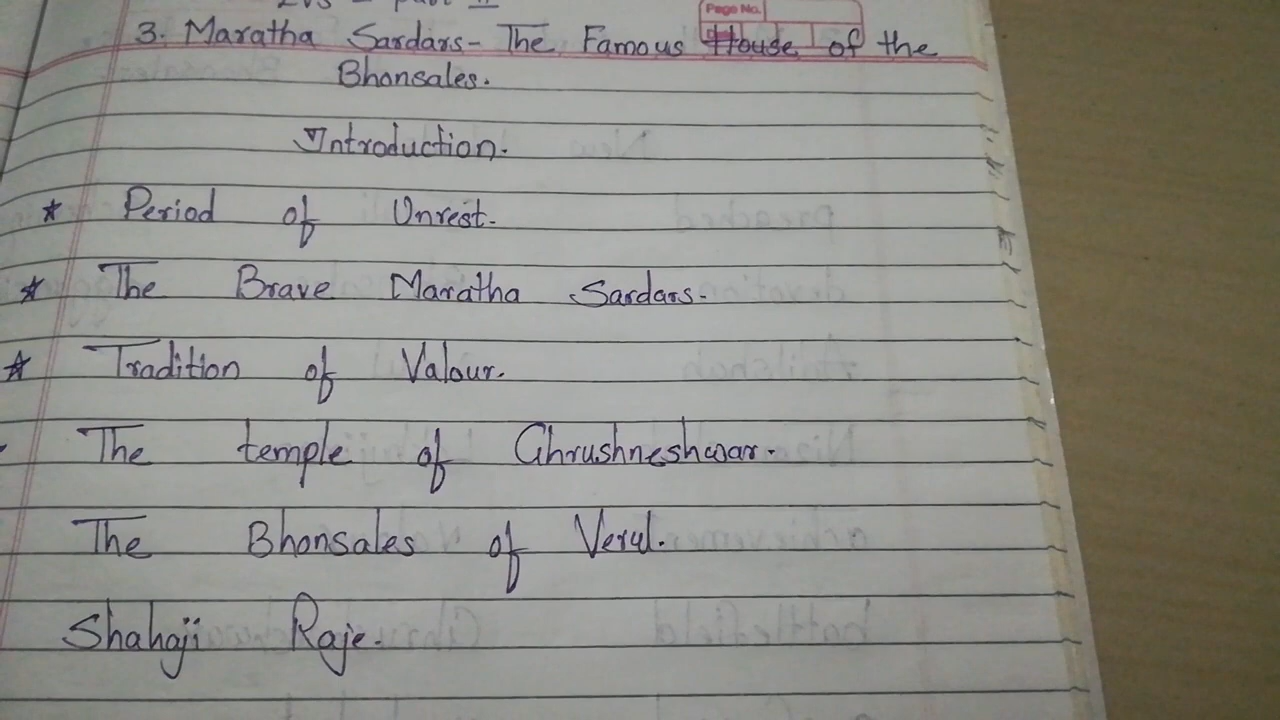 Page No.
3. Maratha Sardars- The Famous House of the
Bhonsales.
Introduction.
* Period of Unrest.
* The Brave Maratha Sardars.
* Tradition of Valour.
The temple of Ghrushneshwar.
The Bhonsales of Verul.
Shahaji Raje.